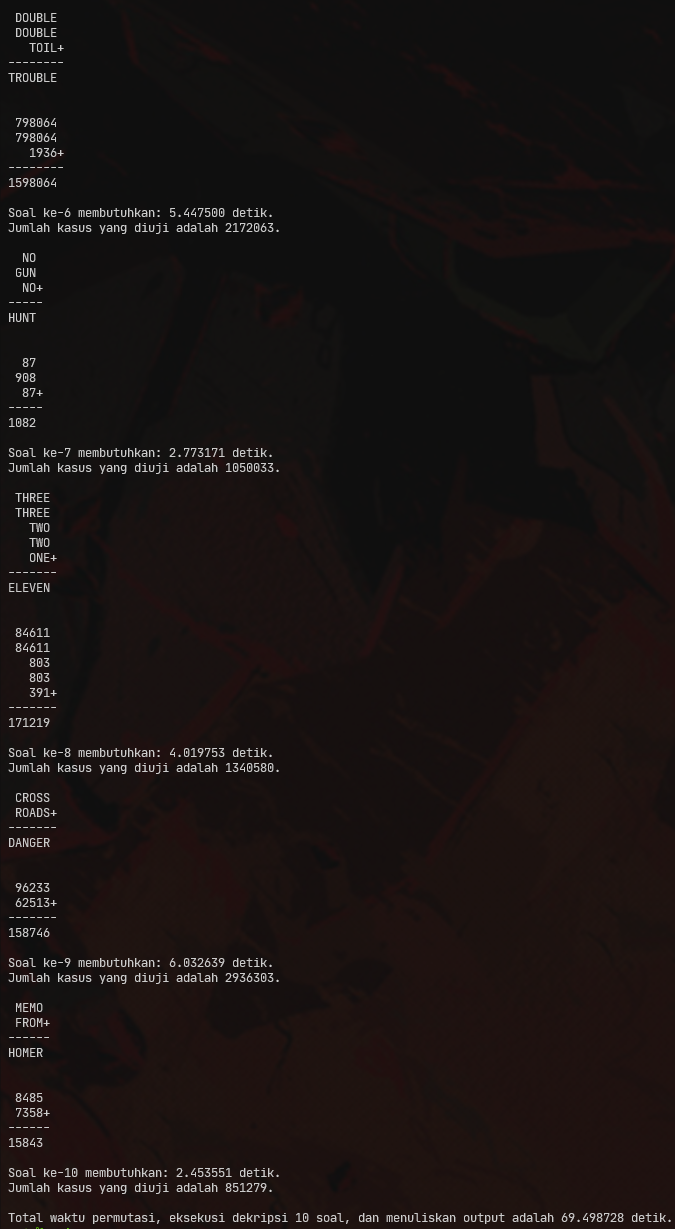 DOUBLE
DOUBLE
TOIL+
--------
TROUBLE
798064
798064
1936+
--------
1598064
Soal ke-6 membutuhkan: 5.447500 detik.
Jumlah kasus yang diuji adalah 2172063.
NO
GUN
NO+
-----
HUNT
87
908
87+
-----
1082
Soal ke-7 membutuhkan: 2.773171 detik.
Jumlah kasus yang diuji adalah 1050033.
THREE
THREE
TWO
TWO
ONE+
-------
ELEVEN
84611
84611
803
803
391+
-------
171219
Soal ke-8 membutuhkan: 4.019753 detik.
Jumlah kasus yang diuji adalah 1340580.
CROSS
ROADS+
-------
DANGER
96233
62513+
-------
158746
Soal ke-9 membutuhkan: 6.032639 detik.
Jumlah kasus yang diuji adalah 2936303.
MEMO
FROM+
------
HOMER
8485
7358+
------
15843
Soal ke-10 membutuhkan: 2.453551 detik.
Jumlah kasus yang diuji adalah 851279.
Total waktu permutasi, eksekusi dekripsi 10 soal, dan menuliskan output adalah 69.498728 detik.